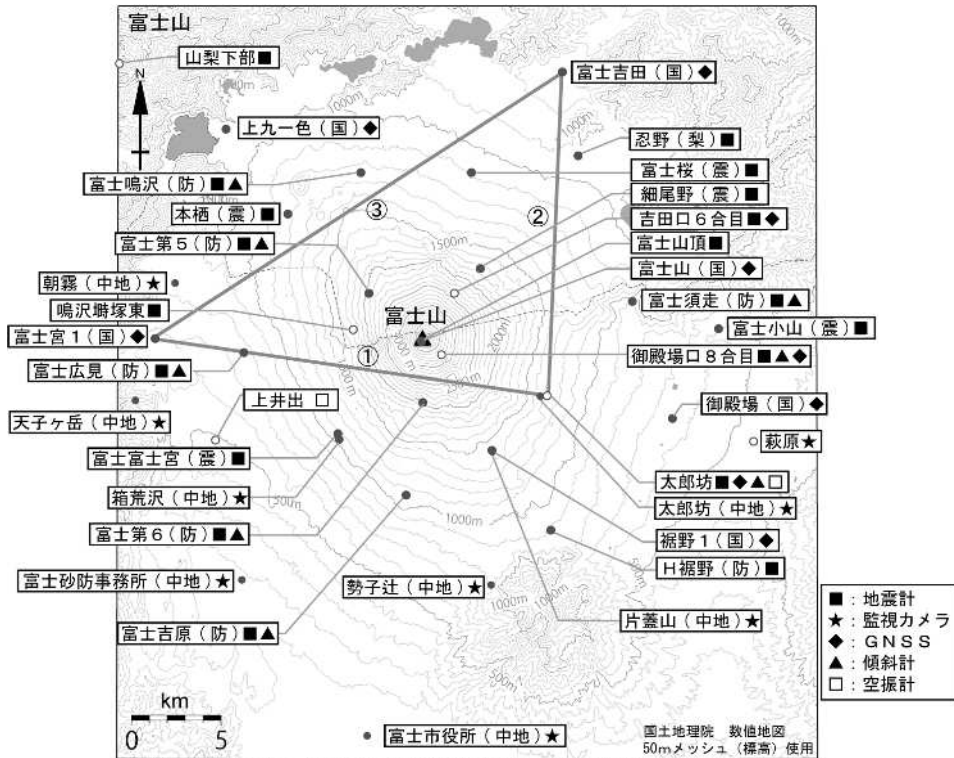 富士山
山梨下部■
N
富士吉田（国）◆
1000m
1000m
1000m
上九一色（国）◆
忍野（梨）■
富士鳴沢（防）■▲
富士桜（震）■
細尾野（震）■
本栖（震）■
③
②
吉田口６合目■◆
富士第５（防）■▲
1500m
富士山頂■
富士山（国）◆
朝霧（中地）★
富士須走（防）■▲
鳴沢塒塚東■
富士山
富士小山（震）■
富士宮１（国）◆
①
2000m
御殿場口８合目■▲◆
富士広見（防）■▲
天子ヶ岳（中地）★
上井出 □
御殿場（国）◆
萩原★
富士富士宮（震）■
太郎坊■◆▲□
箱荒沢（中地）★
太郎坊（中地）★
500m
1000m
富士第６（防）■▲
裾野１（国）◆
H裾野（防）■
富士砂防事務所（中地）★
勢子辻（中地）★
1000m
1000m
片蓋山（中地）★
富士吉原（防）■▲
500m
■：地震計
★：監視カメラ
◆：ＧＮＳＳ
▲：傾斜計
□：空振計
km
0 5
富士市役所（中地）★
国土地理院 数値地図
50mメッシュ（標高）使用